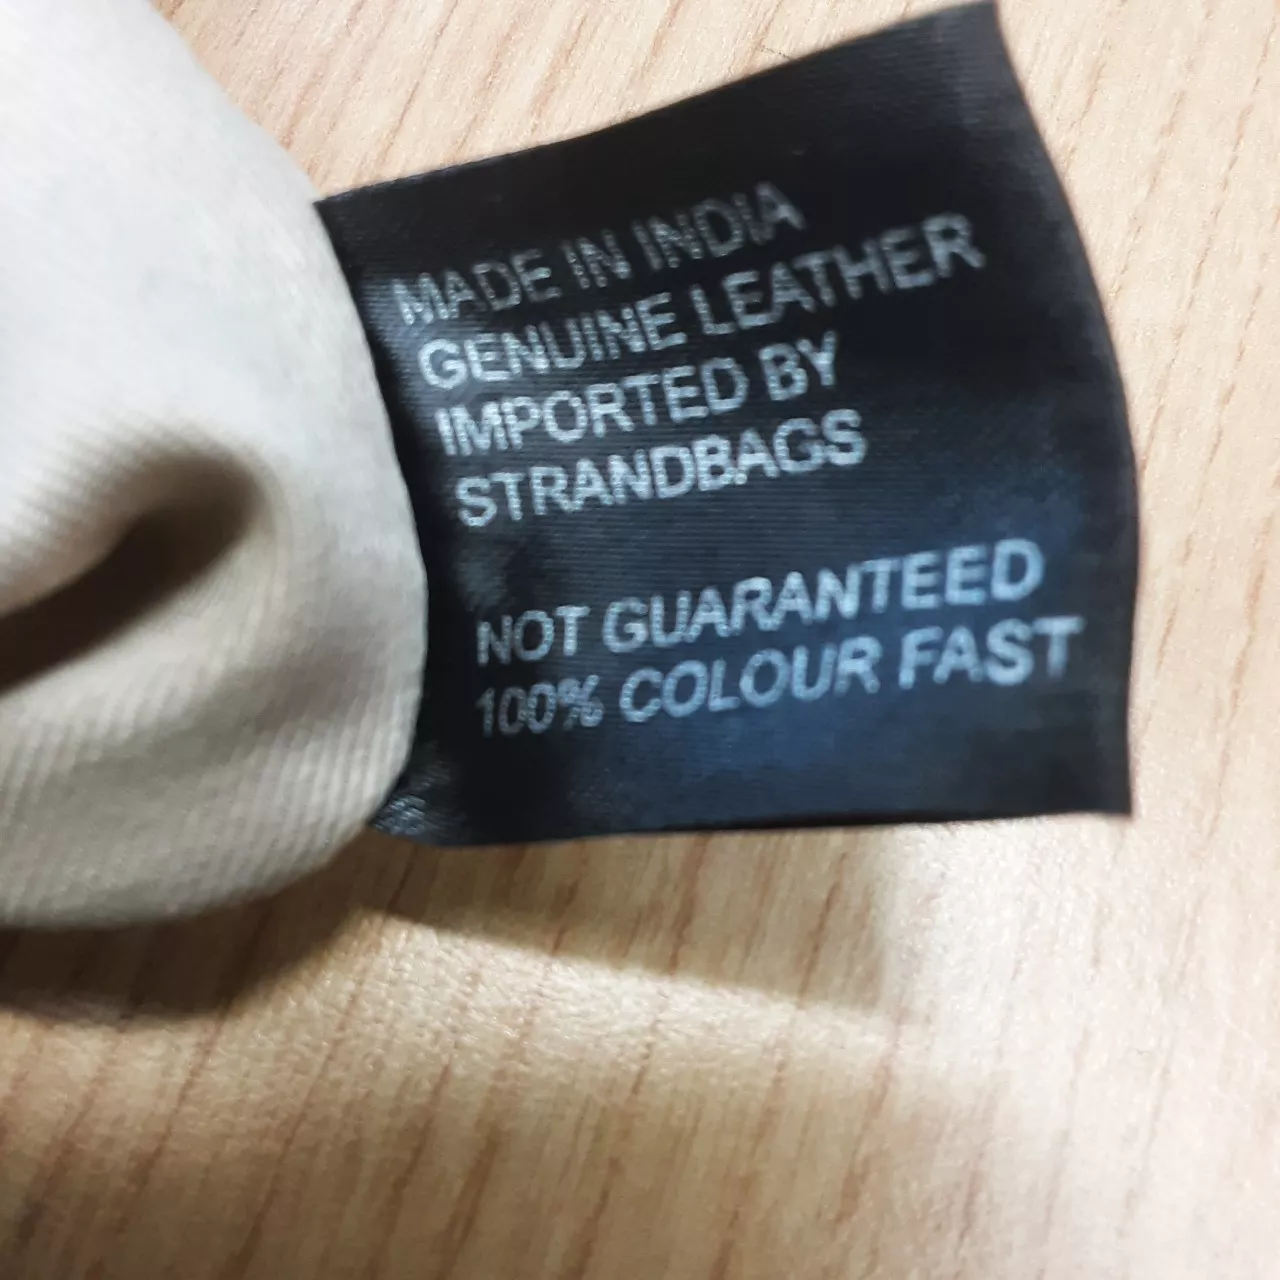 MADE IN INDIA
GENUINE LEATHER
IMPORTED BY
STRANDBAGS
NOT GUARANTEED
100% COLOUR FAST